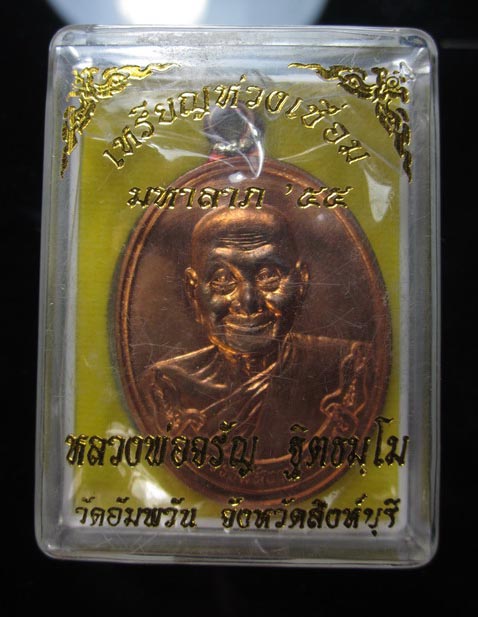 เหรียญห่วงเชื่อม
มหาลาภ '๕๕
หลวงพ่อจรัญ ฐิตธมฺโม
วัดอัมพวัน จังหวัดสิงห์บุรี